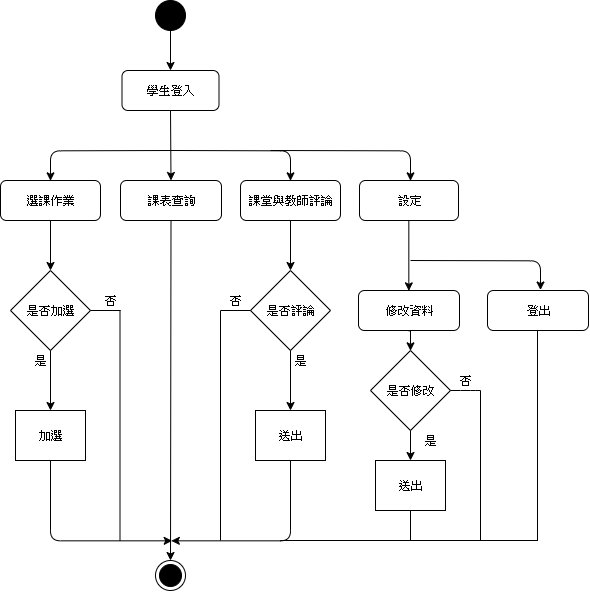 學生登入
選課作業
課表查詢
課堂與教師評論
設定
是否加選
否
否
是否評論
修改資料
登出
是
是
是否修改
否
加選
送出
是
送出